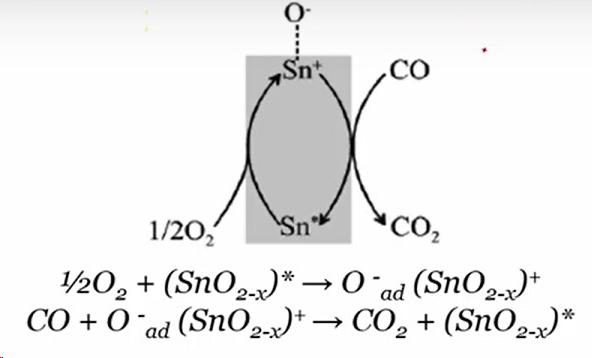 O⁻
Sn⁺ CO
1/2O₂ Sn* CO₂
½O₂ + (SnO₂₋ₓ)* → O⁻ad (SnO₂₋ₓ)⁺
CO + O⁻ad (SnO₂₋ₓ)⁺ → CO₂ + (SnO₂₋ₓ)*